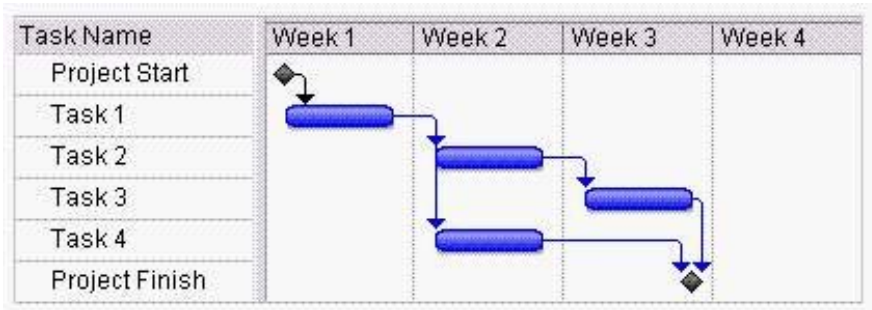 Task Name Week 1 Week 2 Week 3 Week 4
Project Start
Task 1
Task 2
Task 3
Task 4
Project Finish